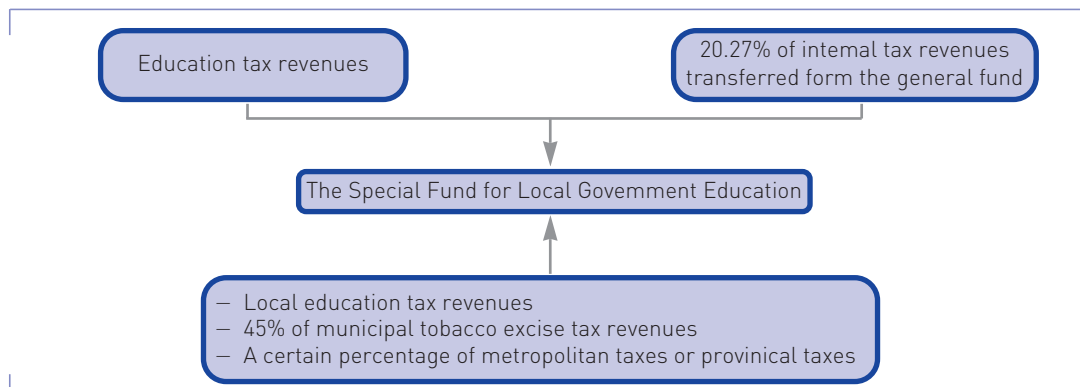 Education tax revenues
20.27% of intemal tax revenues
transferred form the general fund
The Special Fund for Local Government Education
– Local education tax revenues
– 45% of municipal tobacco excise tax revenues
– A certain percentage of metropolitan taxes or provinical taxes